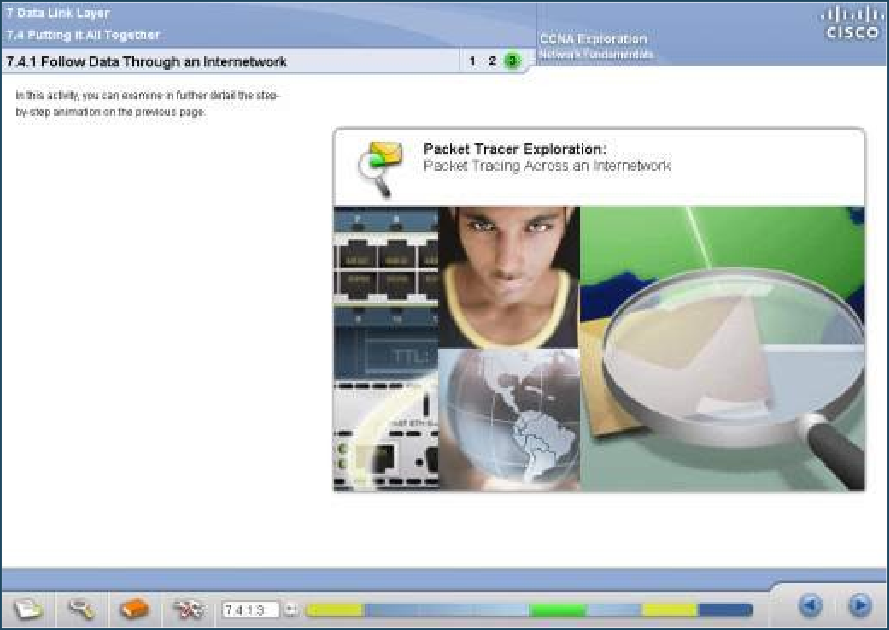 7 Data Link Layer
7.4 Putting It All Together
CISCO
CCNA Exploration
Network Fundamentals
7.4.1 Follow Data Through an Internetwork
1 2 3
In this activity, you can examine in further detail the step-
by-step animation on the previous page.
Packet Tracer Exploration:
Packet Tracing Across an Internetwork
7 8
9
TTL:
7.4.1.3